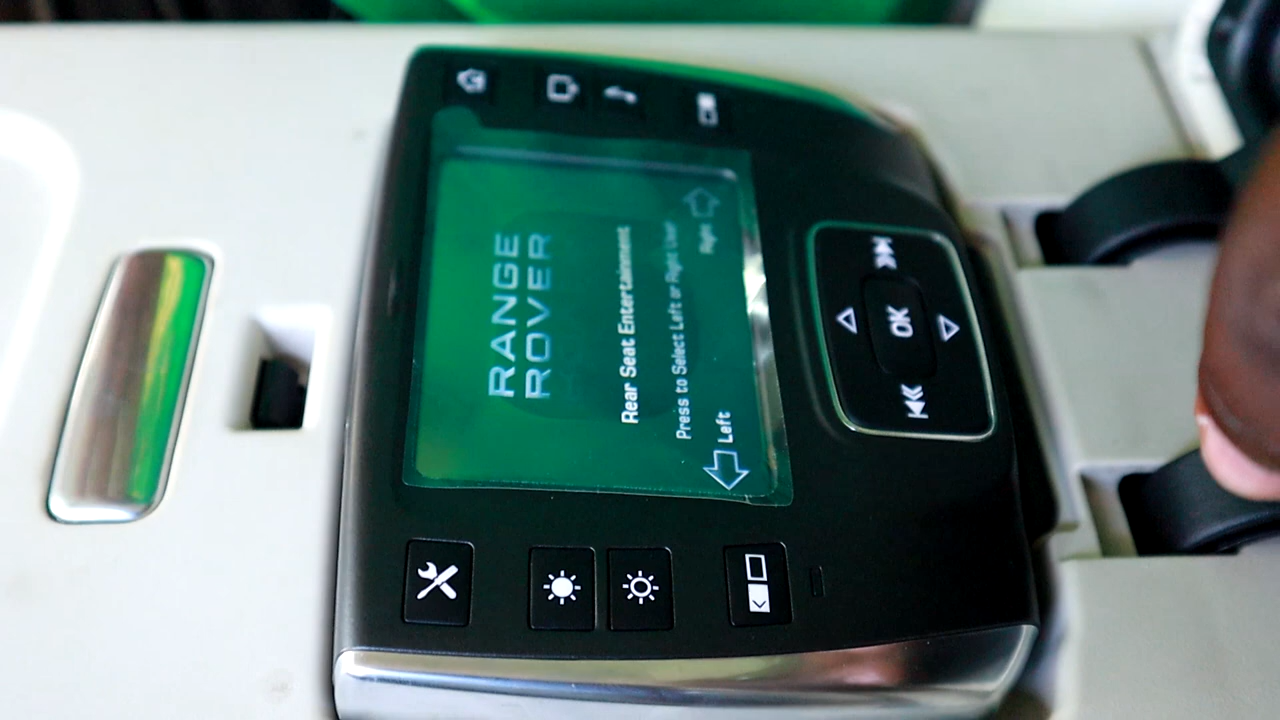 RANGE
ROVER
Rear Seat Entertainment
Press to Select Left or Right User
Left
Right
OK